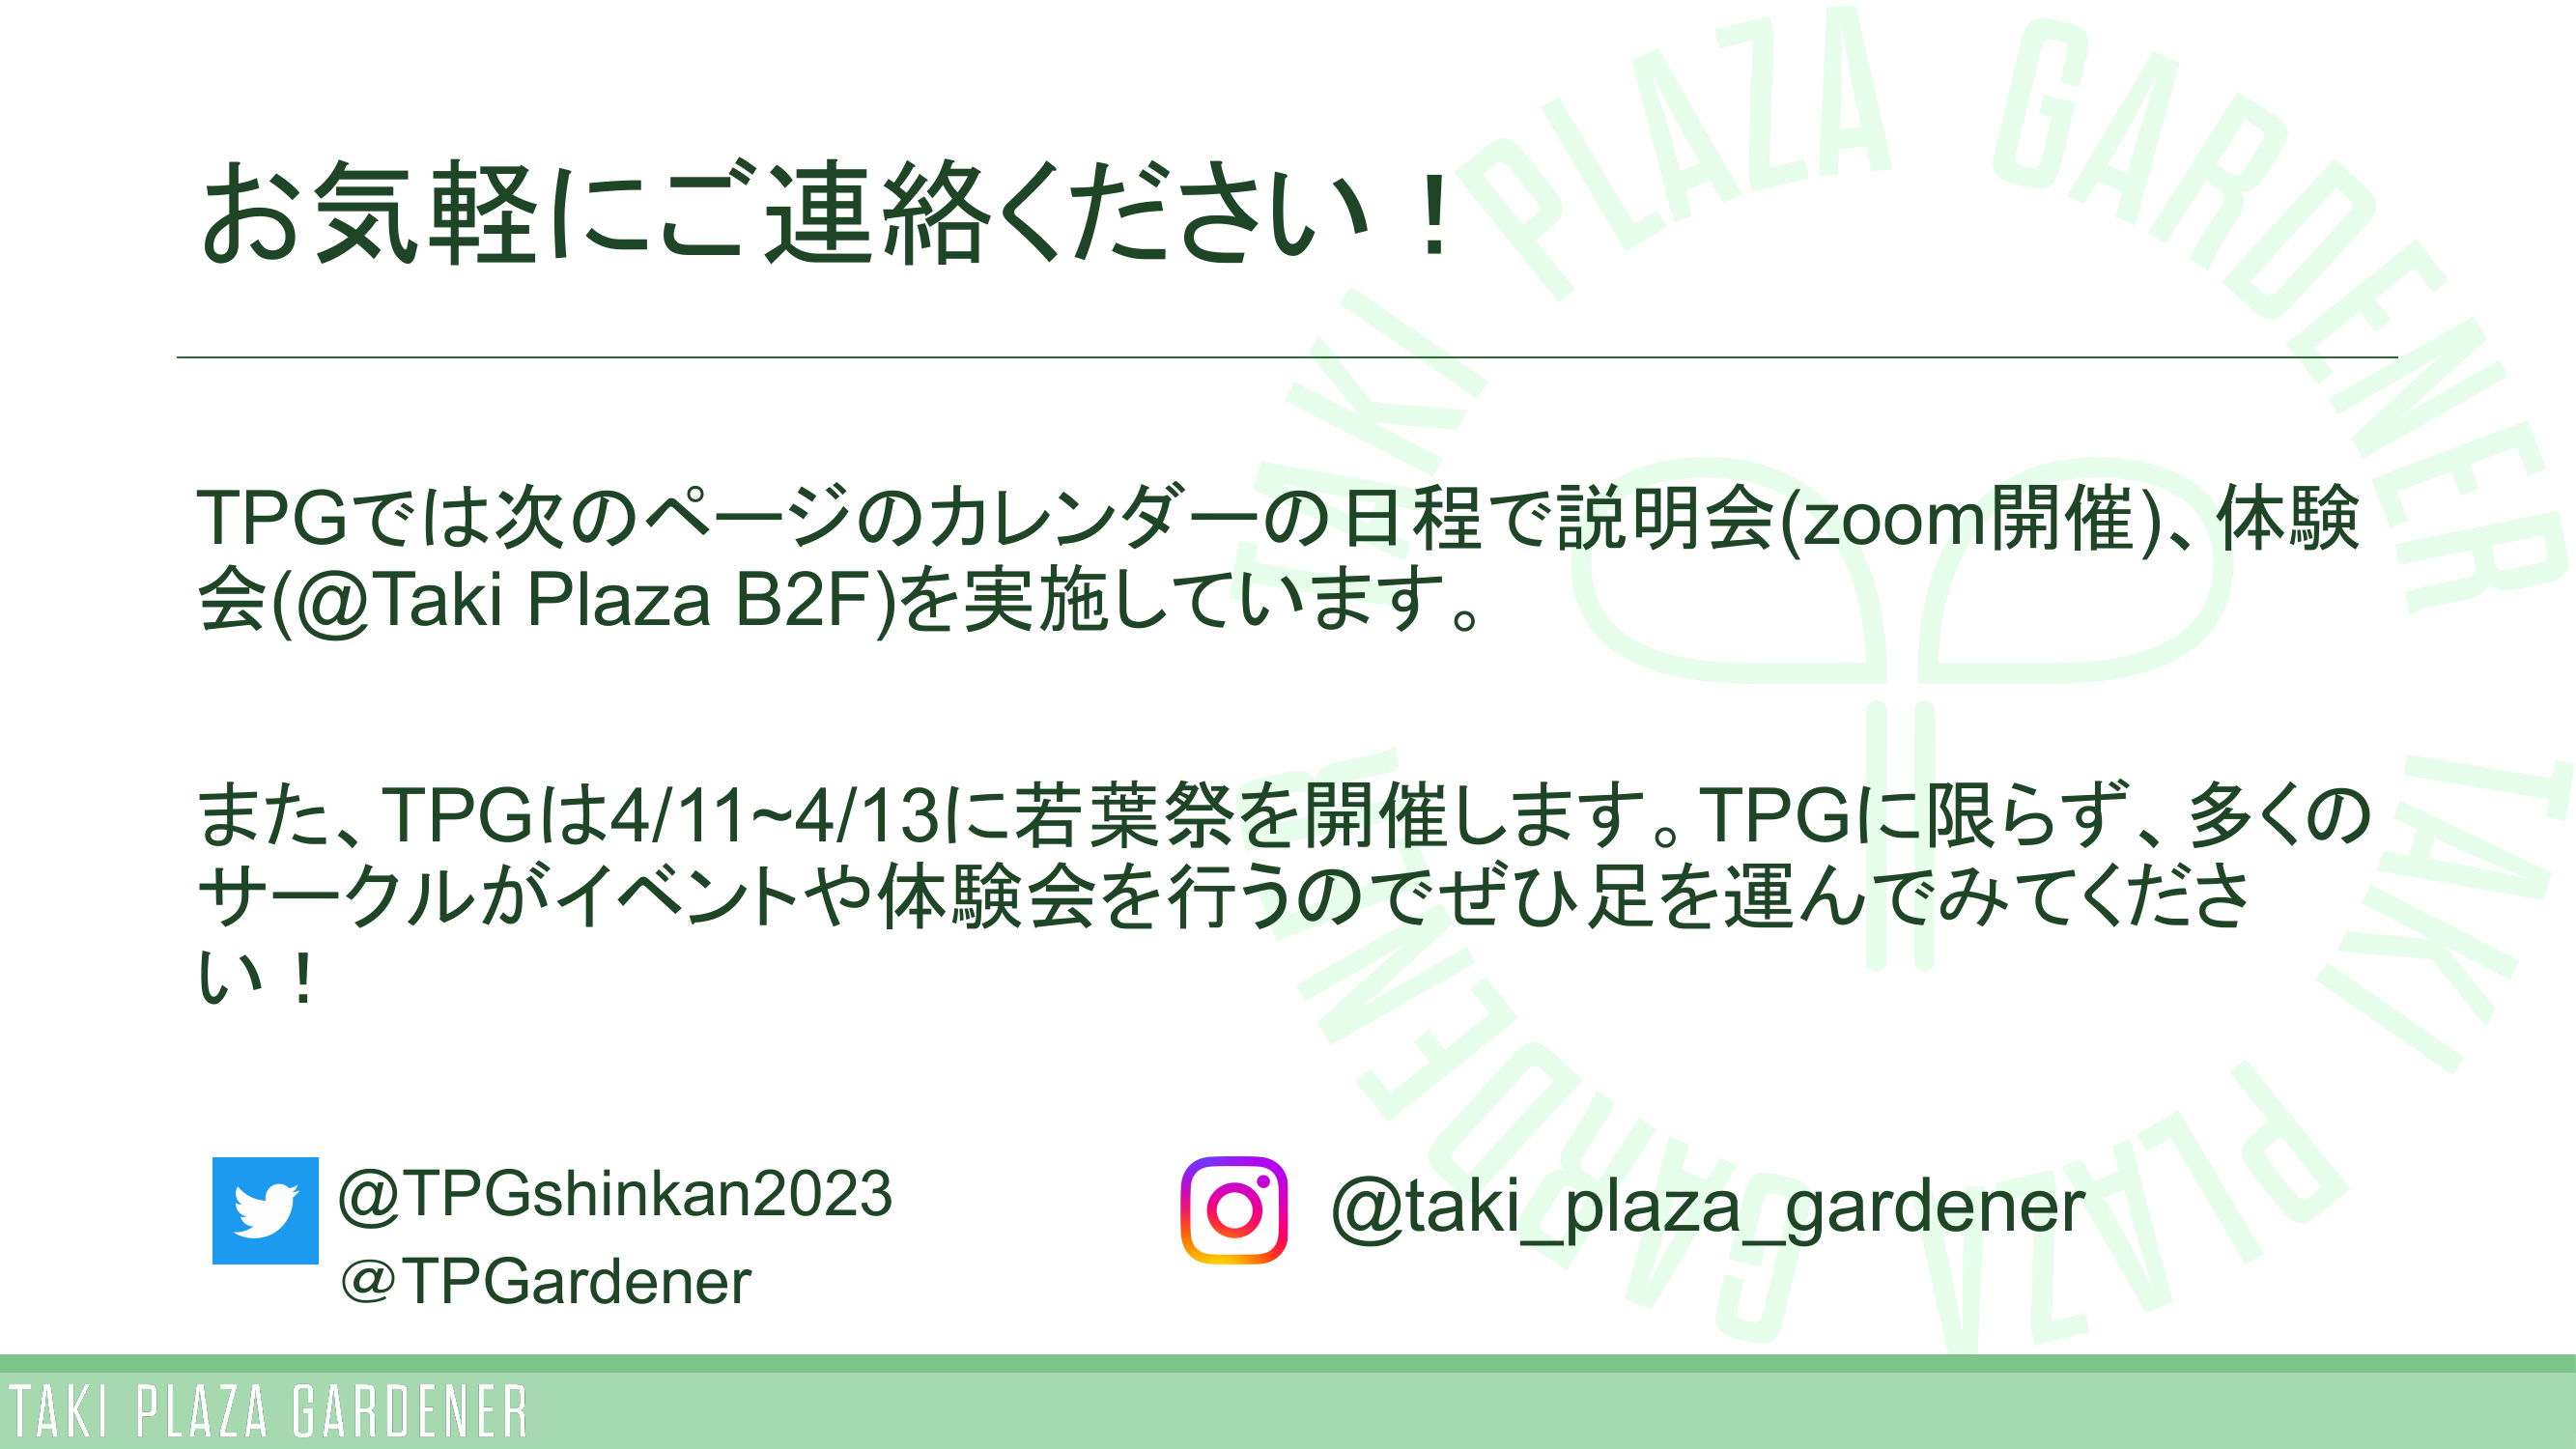 お気軽にご連絡ください！
TPGでは次のページのカレンダーの日程で説明会(zoom開催)、体験
会(@Taki Plaza B2F)を実施しています。
また、TPGは4/11~4/13に若葉祭を開催します。TPGに限らず、多くの
サークルがイベントや体験会を行うのでぜひ足を運んでみてくださ
い！
@TPGshinkan2023
＠TPGardener
@taki_plaza_gardener
TAKI PLAZA GARDENER
TAKI PLAZA GARDENER TAKI PLAZA GARDENER